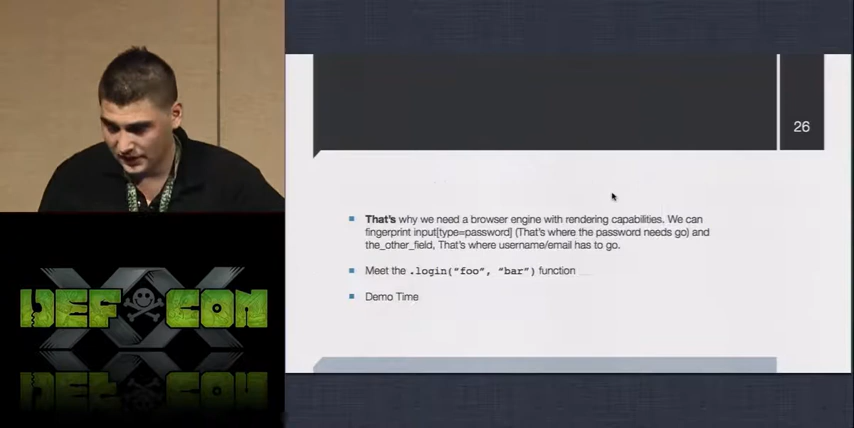 26
That's why we need a browser engine with rendering capabilities. We can
fingerprint input[type=password] (That's where the password needs go) and
the_other_field, That's where username/email has to go.
Meet the .login("foo", "bar") function
Demo Time
DEF CON
XX